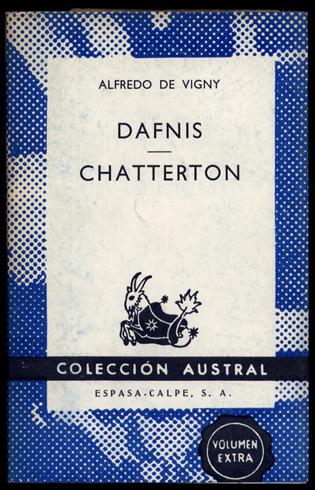 ALFREDO DE VIGNY
DAFNIS
CHATTERTON
COLECCIÓN AUSTRAL
ESPASA-CALPE, S. A.
VOLUMEN
EXTRA